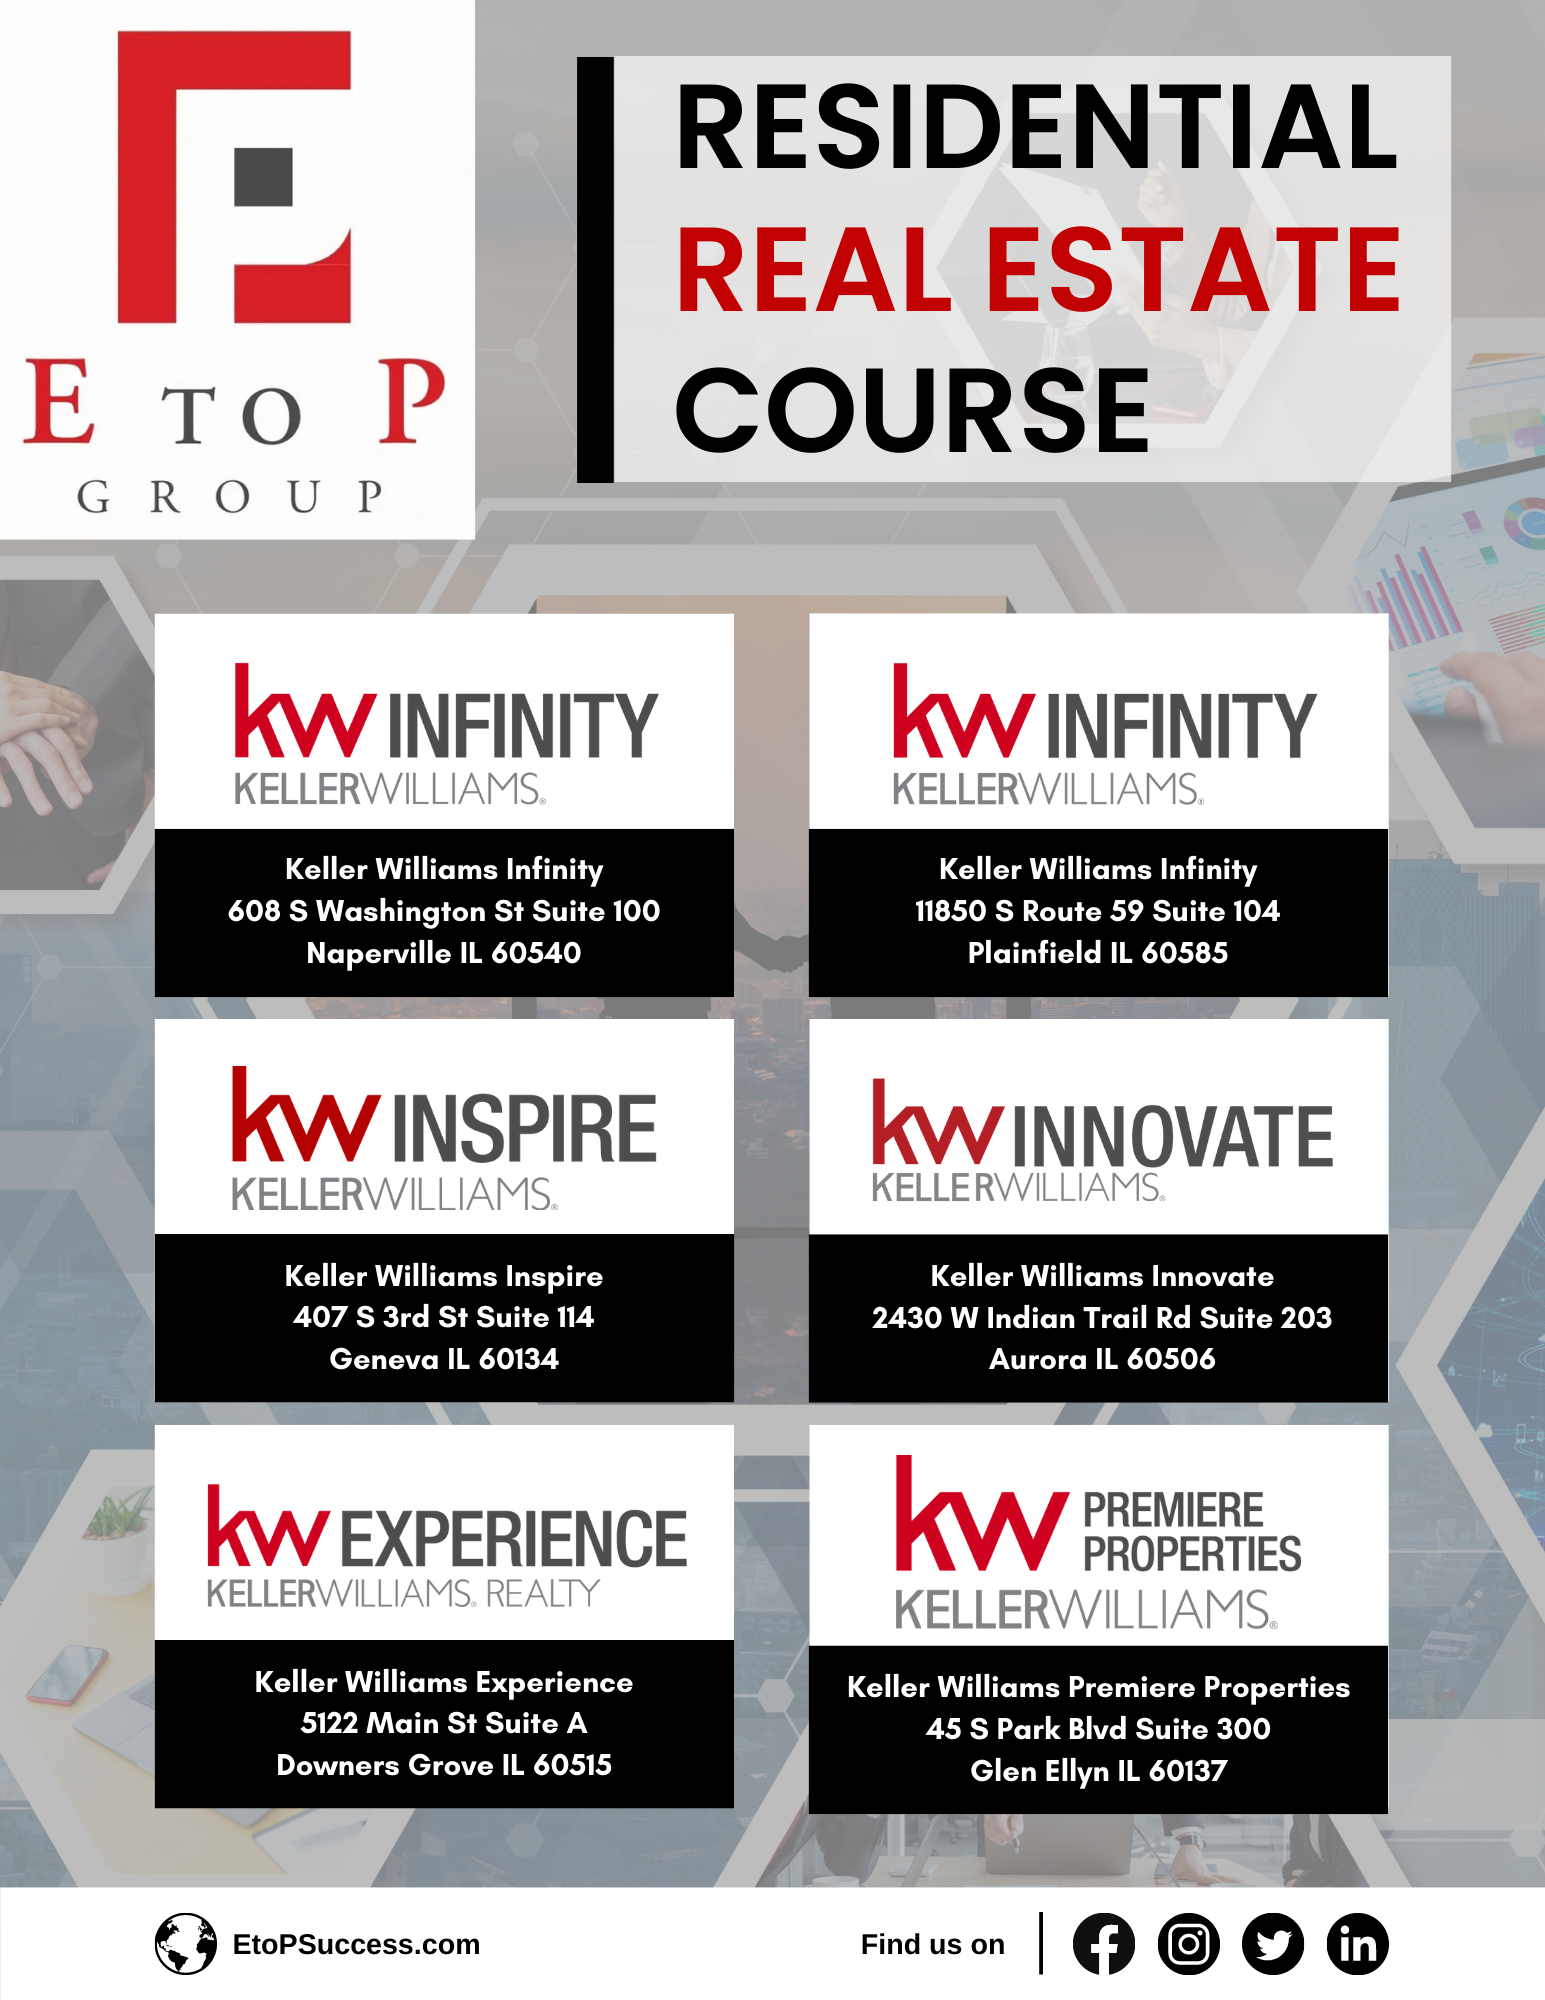 E TO P
GROUP
RESIDENTIAL
REAL ESTATE
COURSE
kw INFINITY
KELLERWILLIAMS®
Keller Williams Infinity
608 S Washington St Suite 100
Naperville IL 60540
kw INFINITY
KELLERWILLIAMS®
Keller Williams Infinity
11850 S Route 59 Suite 104
Plainfield IL 60585
kw INSPIRE
KELLERWILLIAMS®
Keller Williams Inspire
407 S 3rd St Suite 114
Geneva IL 60134
kw INNOVATE
KELLERWILLIAMS®
Keller Williams Innovate
2430 W Indian Trail Rd Suite 203
Aurora IL 60506
kw EXPERIENCE
KELLERWILLIAMS® REALTY
Keller Williams Experience
5122 Main St Suite A
Downers Grove IL 60515
kw PREMIERE
PROPERTIES
KELLERWILLIAMS®
Keller Williams Premiere Properties
45 S Park Blvd Suite 300
Glen Ellyn IL 60137
EtoPSuccess.com
Find us on